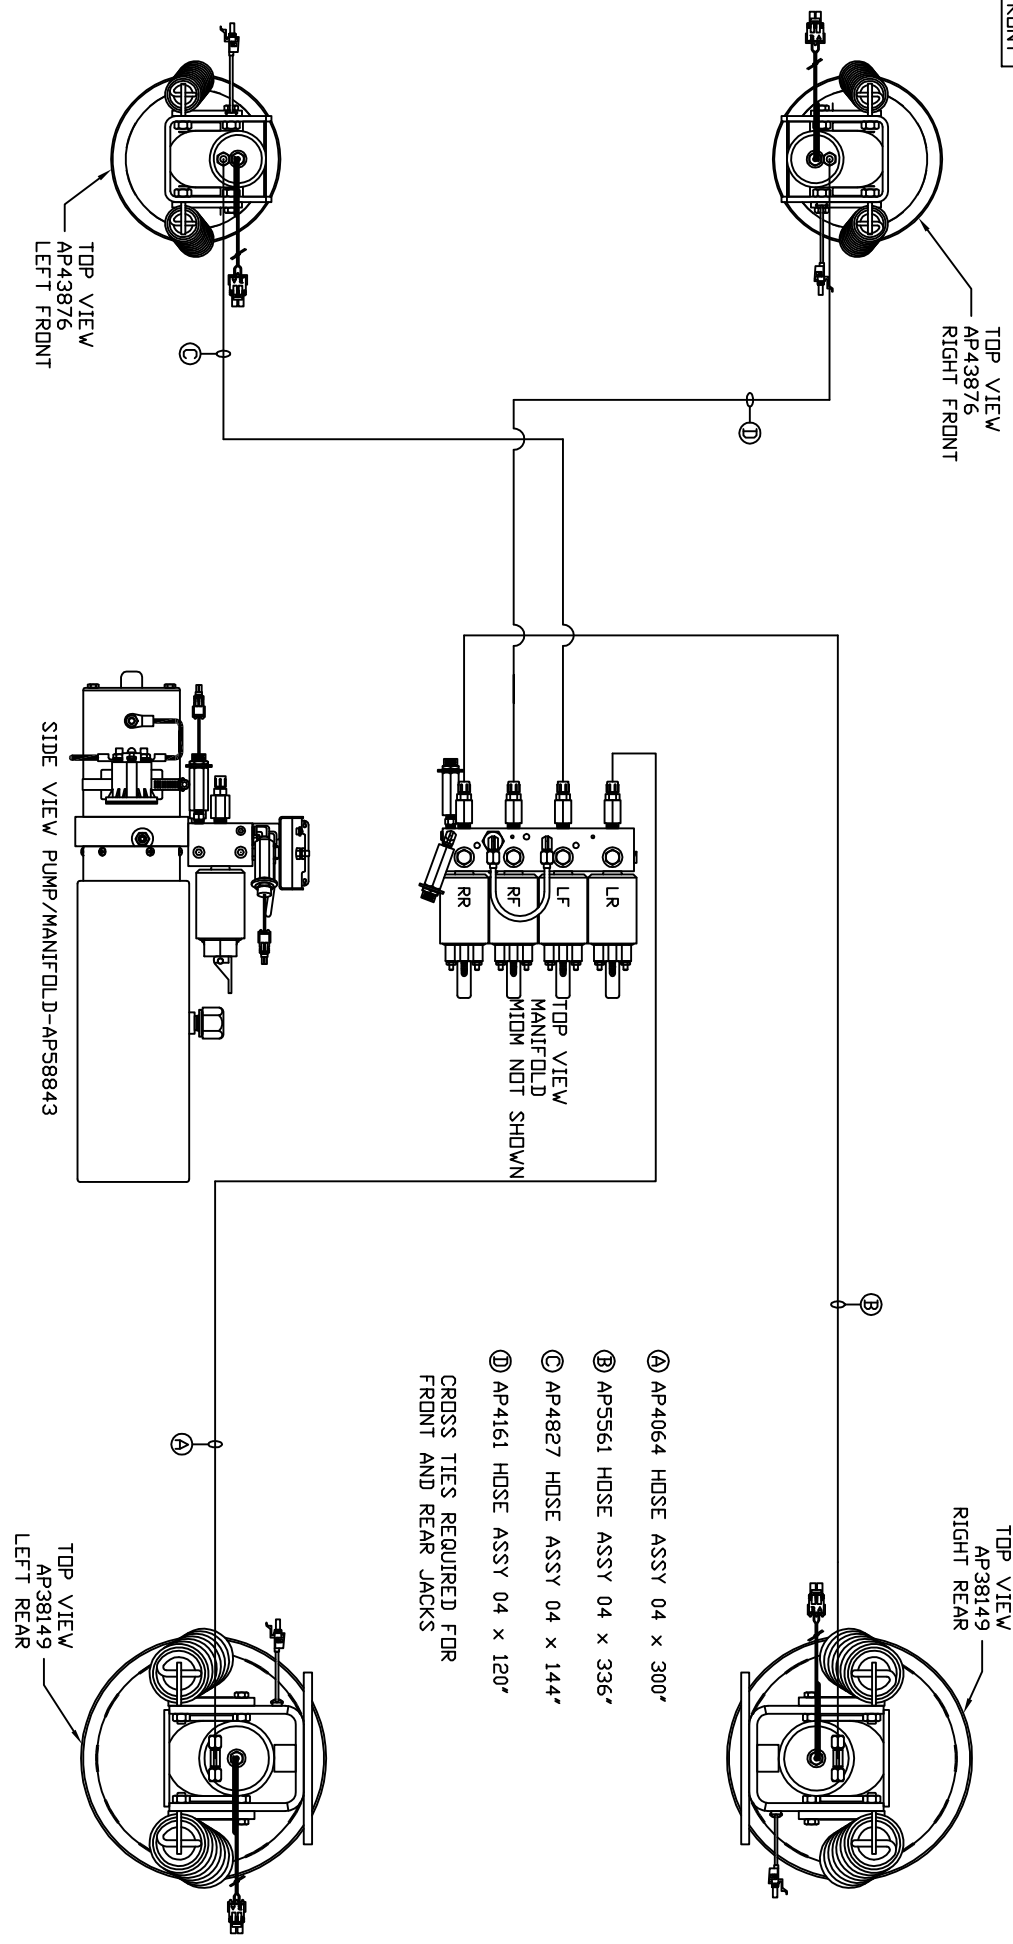 TOP VIEW
AP43876
RIGHT FRONT
TOP VIEW
AP38149
RIGHT REAR
B
D
A AP4064 HOSE ASSY 04 x 300"
B AP5561 HOSE ASSY 04 x 336"
C AP4827 HOSE ASSY 04 x 144"
D AP4161 HOSE ASSY 04 x 120"
CROSS TIES REQUIRED FOR
FRONT AND REAR JACKS
LR
LF
RF
RR
TOP VIEW
MANIFOLD
MIOM NOT SHOWN
C
A
TOP VIEW
AP43876
LEFT FRONT
SIDE VIEW PUMP/MANIFOLD-AP58843
TOP VIEW
AP38149
LEFT REAR